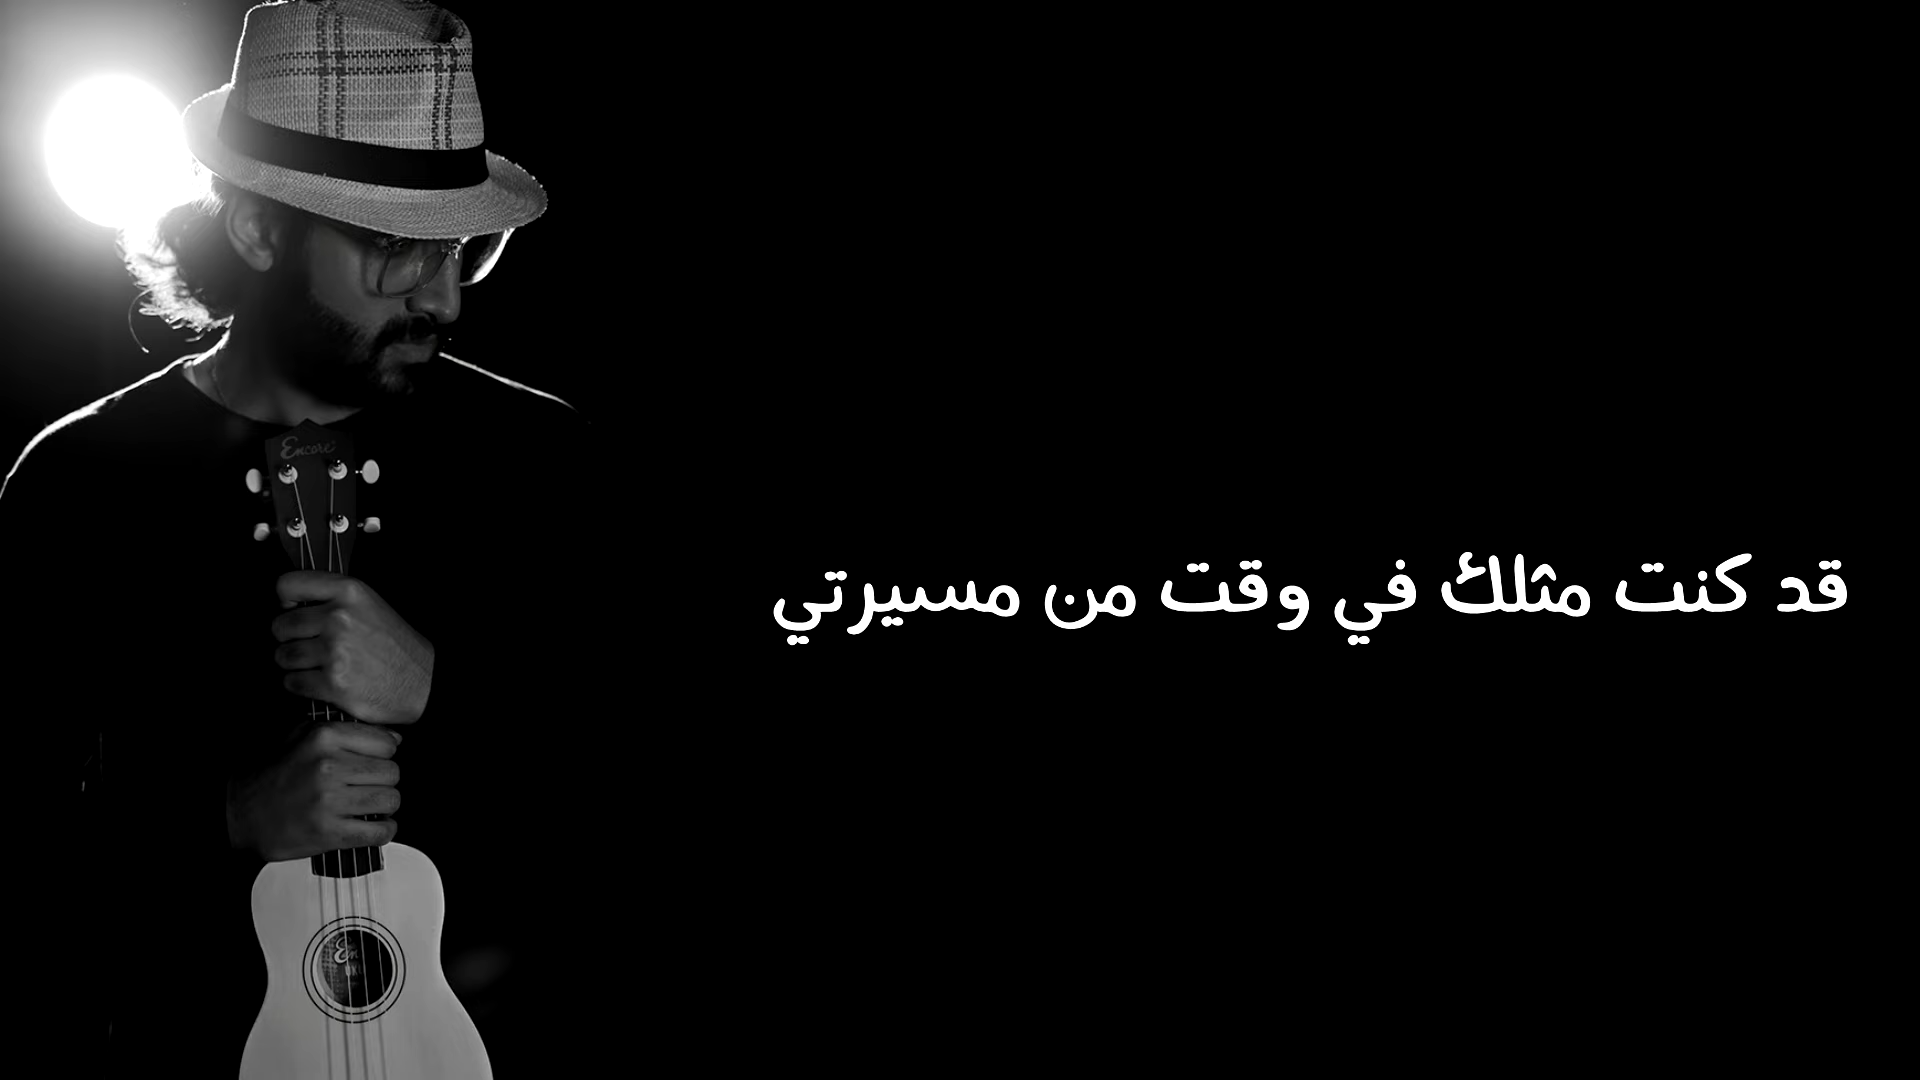 قد كنت مثلك في وقت من مسيرتي
Encore